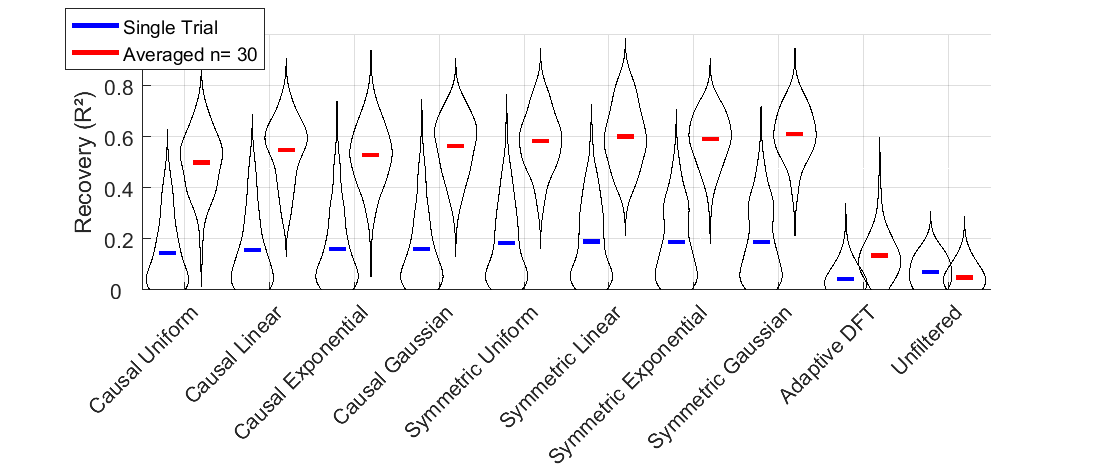 Single Trial
Averaged n= 30
Recovery (R²)
0.8
0.6
0.4
0.2
0
Causal Uniform
Causal Linear
Causal Exponential
Causal Gaussian
Symmetric Uniform
Symmetric Linear
Symmetric Exponential
Symmetric Gaussian
Adaptive DFT
Unfiltered